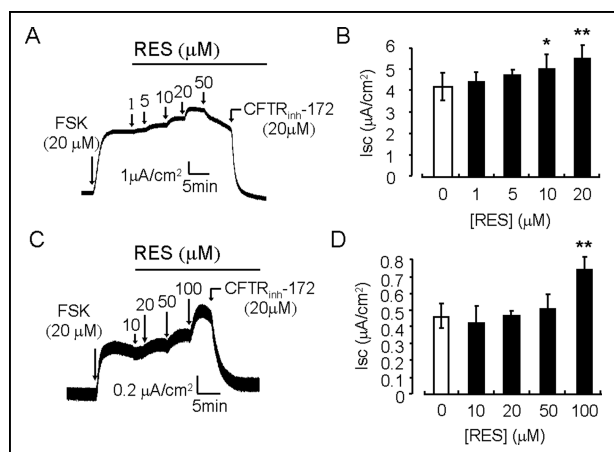 A
RES (μM)
1 5 10 20 50
FSK
(20 μM)
CFTRinh-172
(20μM)
1μA/cm²
5min
B
Isc (μA/cm²)
6
5
4
3
2
1
0
* **
0 1 5 10 20
[RES] (μM)
C
RES (μM)
10 20 50 100
FSK
(20 μM)
CFTRinh-172
(20μM)
0.2 μA/cm²
5min
D
Isc (μA/cm²)
0.8
0.7
0.6
0.5
0.4
0.3
0.2
0.1
0
**
0 10 20 50 100
[RES] (μM)